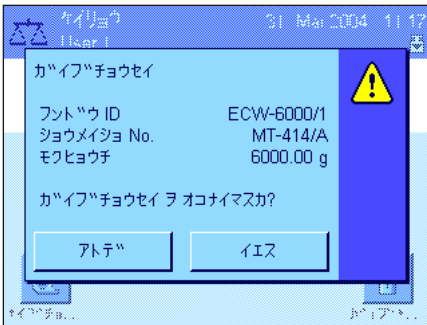 ケイリョウ 31 Mar 2004 11:17
User 1
ガイブチョウセイ
フンドウ ID ECW-6000/1
ショウメイショ No. MT-414/A
モクヒョウチ 6000.00 g
ガイブチョウセイ ヲ オコナイマスカ?
アトデ イエス